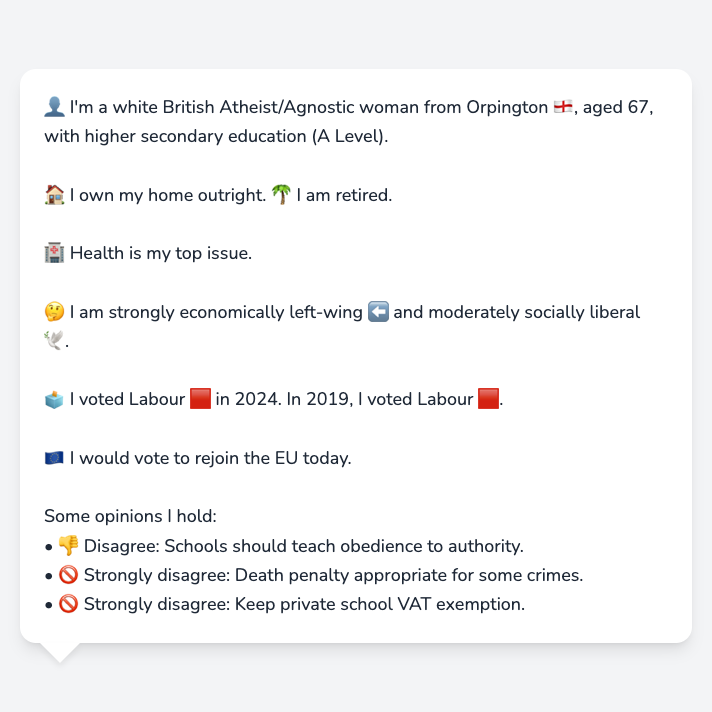 👤 I'm a white British Atheist/Agnostic woman from Orpington 🏴󠁧󠁢󠁥󠁮󠁧󠁿, aged 67,
with higher secondary education (A Level).
🏠 I own my home outright. 🌴 I am retired.
🏥 Health is my top issue.
🤔 I am strongly economically left-wing ⬅️ and moderately socially liberal
🕊️.
🗳️ I voted Labour 🟥 in 2024. In 2019, I voted Labour 🟥.
🇪🇺 I would vote to rejoin the EU today.
Some opinions I hold:
• 👎 Disagree: Schools should teach obedience to authority.
• 🚫 Strongly disagree: Death penalty appropriate for some crimes.
• 🚫 Strongly disagree: Keep private school VAT exemption.